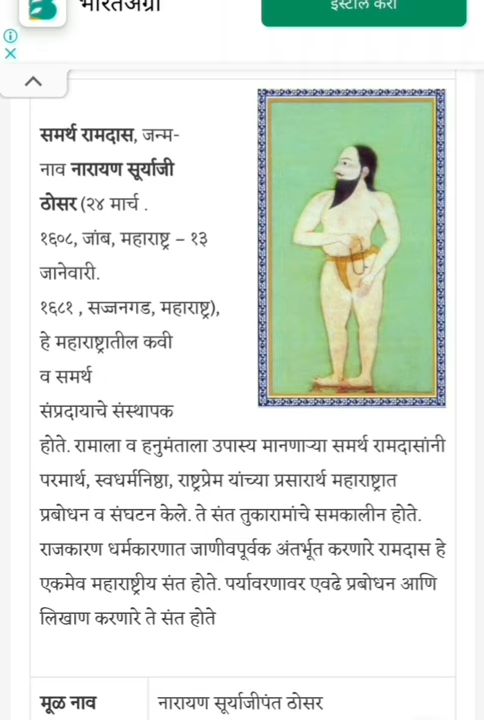 भारतअॅग्री
इंस्टॉल करा
समर्थ रामदास, जन्म-
नाव नारायण सूर्याजी
ठोसर (२४ मार्च .
१६०८, जांब, महाराष्ट्र – १३
जानेवारी.
१६८१ , सज्जनगड, महाराष्ट्र),
हे महाराष्ट्रातील कवी
व समर्थ
संप्रदायाचे संस्थापक
होते. रामाला व हनुमंताला उपास्य मानणाऱ्या समर्थ रामदासांनी
परमार्थ, स्वधर्मनिष्ठा, राष्ट्रप्रेम यांच्या प्रसारार्थ महाराष्ट्रात
प्रबोधन व संघटन केले. ते संत तुकारामांचे समकालीन होते.
राजकारण धर्मकारणात जाणीवपूर्वक अंतर्भूत करणारे रामदास हे
एकमेव महाराष्ट्रीय संत होते. पर्यावरणावर एवढे प्रबोधन आणि
लिखाण करणारे ते संत होते
मूळ नाव नारायण सूर्याजीपंत ठोसर